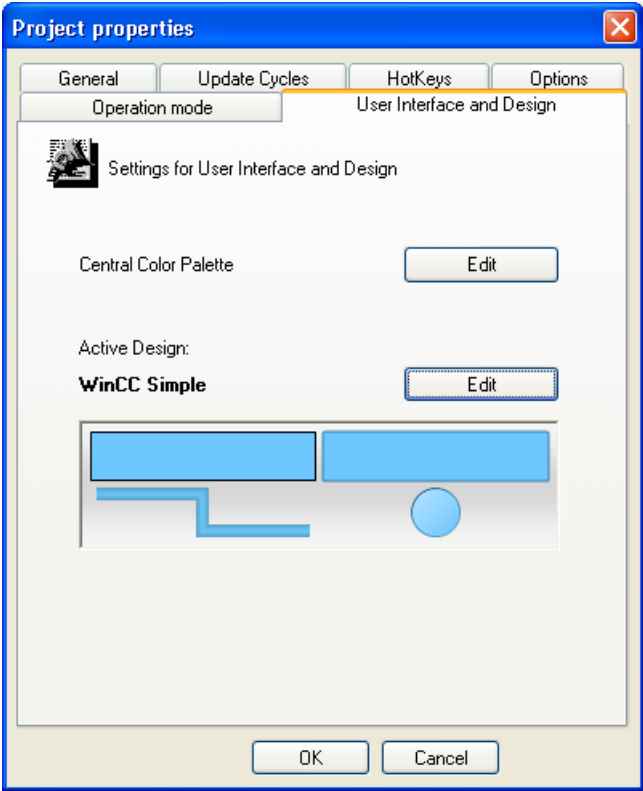 Project properties
General Update Cycles HotKeys Options
Operation mode User Interface and Design
Settings for User Interface and Design
Central Color Palette Edit
Active Design:
WinCC Simple Edit
OK Cancel